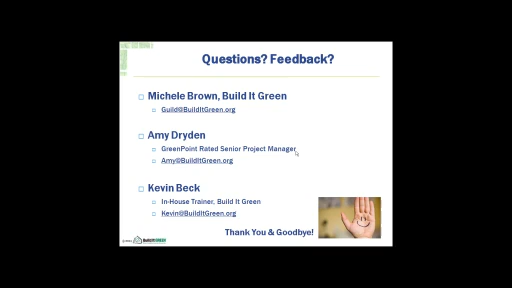 Questions? Feedback?
Michele Brown, Build It Green
Guild@BuildItGreen.org
Amy Dryden
GreenPoint Rated Senior Project Manager
Amy@BuildItGreen.org
Kevin Beck
In-House Trainer, Build It Green
Kevin@BuildItGreen.org
Thank You & Goodbye!
BUILDITGREEN